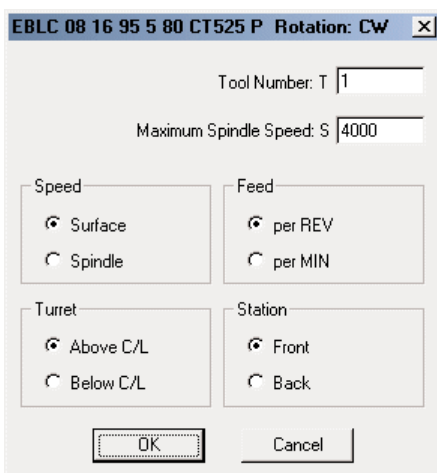 EBLC 08 16 95 5 80 CT525 P Rotation: CW
Tool Number: T 1
Maximum Spindle Speed: S 4000
Speed Feed
Surface per REV
Spindle per MIN
Turret Station
Above C/L Front
Below C/L Back
OK Cancel